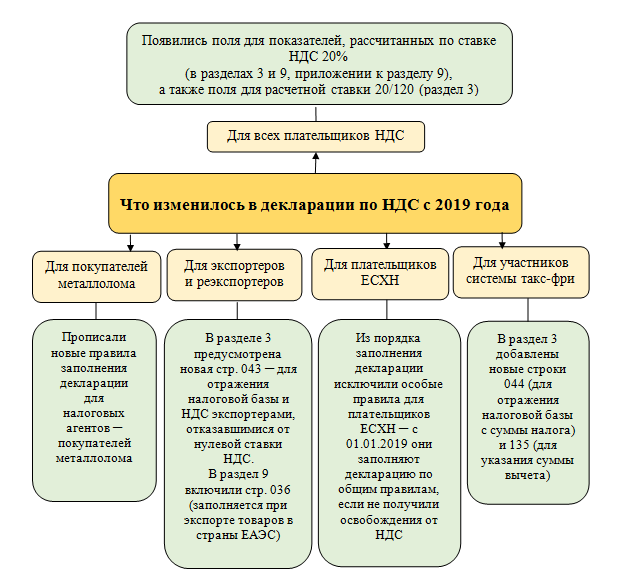 Появились поля для показателей, рассчитанных по ставке
НДС 20%
(в разделах 3 и 9, приложении к разделу 9),
а также поля для расчетной ставки 20/120 (раздел 3)
Для всех плательщиков НДС
Что изменилось в декларации по НДС с 2019 года
Для покупателей
металлолома
Для экспортеров
и реэкспортеров
Для плательщиков
ЕСХН
Для участников
системы такс-фри
Прописали
новые правила
заполнения
декларации
для
налоговых
агентов ─
покупателей
металлолома
В разделе 3
предусмотрена
новая стр. 043 ─ для
отражения
налоговой базы и
НДС экспортерами,
отказавшимися от
нулевой ставки
НДС.
В раздел 9
включили стр. 036
(заполняется при
экспорте товаров в
страны ЕАЭС)
Из порядка
заполнения
декларации
исключили особые
правила для
плательщиков
ЕСХН ─ с
01.01.2019 они
заполняют
декларацию по
общим правилам,
если не получили
освобождения от
НДС
В раздел 3
добавлены
новые строки
044 (для
отражения
налоговой базы
с суммы налога)
и 135 (для
указания суммы
вычета)